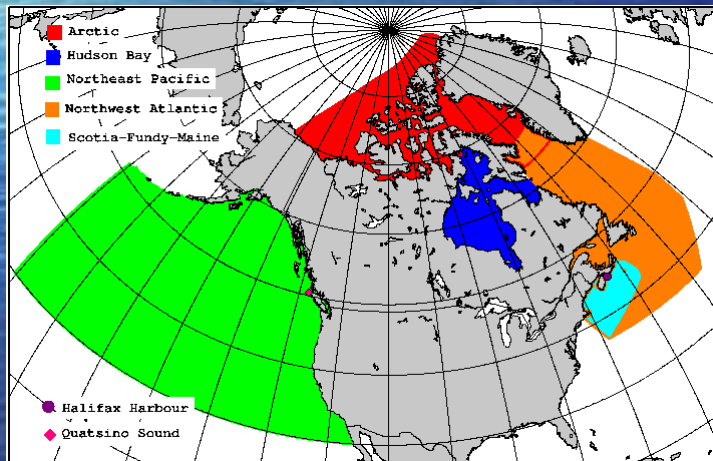 Arctic
Hudson Bay
Northeast Pacific
Northwest Atlantic
Scotia-Fundy-Maine
Halifax Harbour
Quatsino Sound